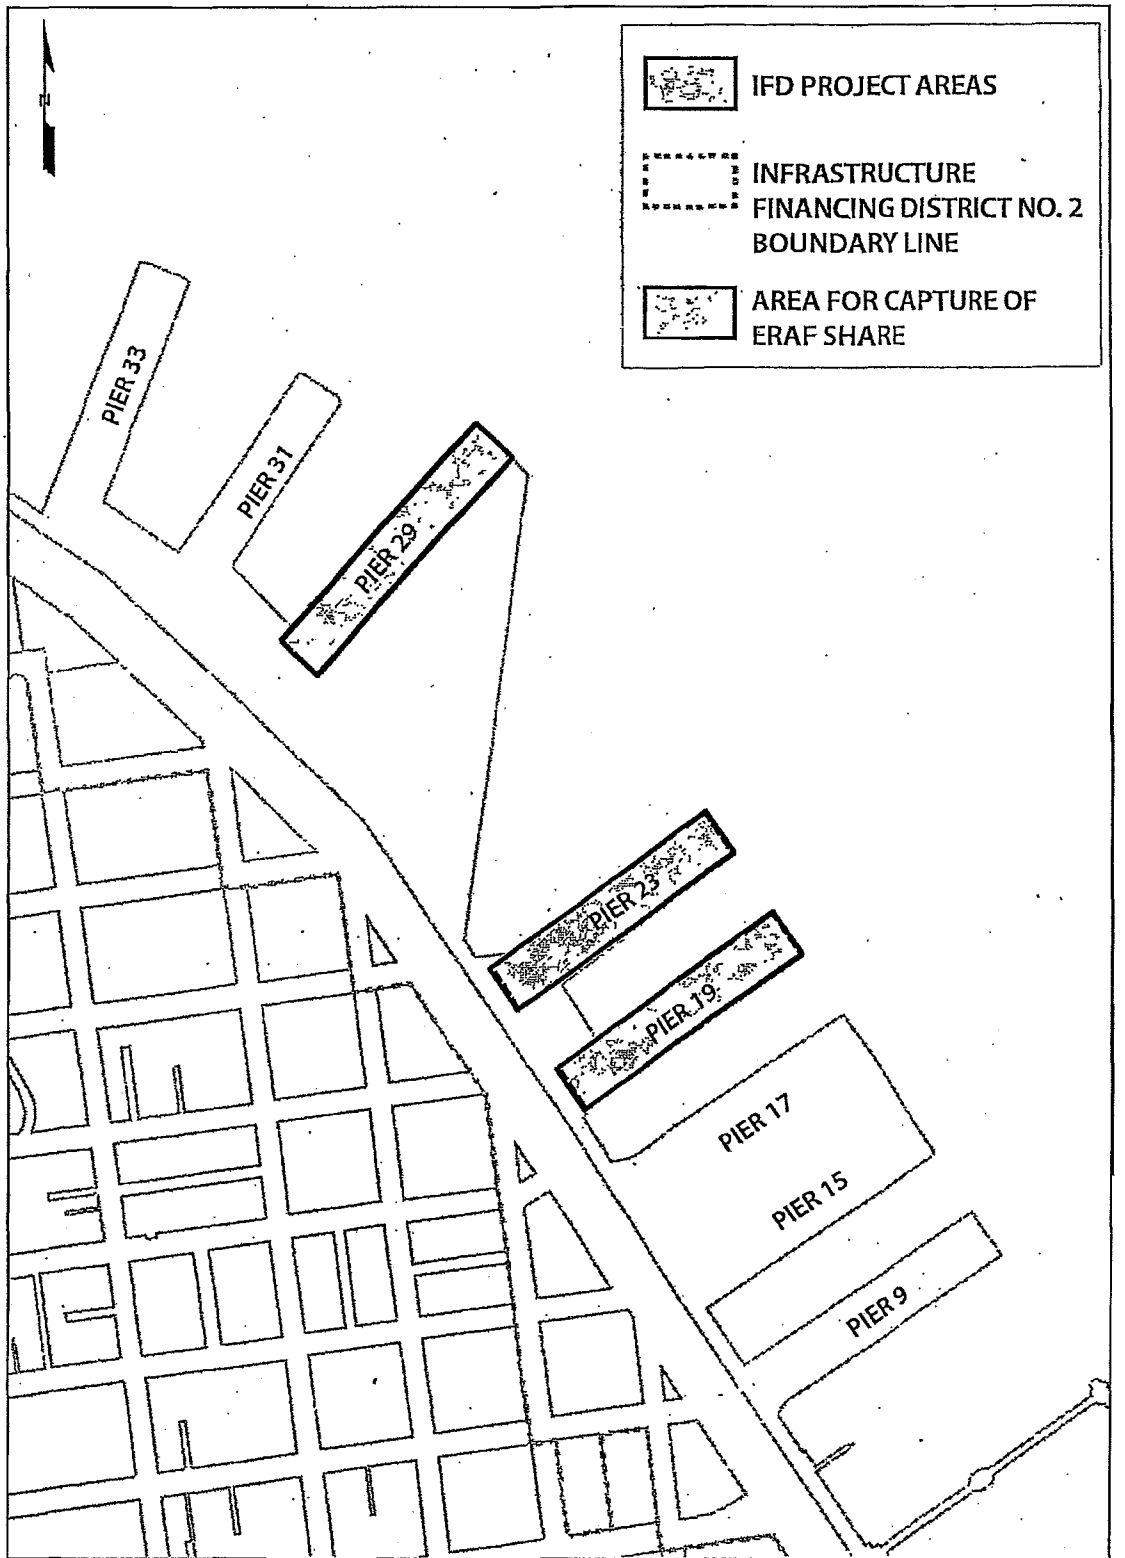 IFD PROJECT AREAS
INFRASTRUCTURE
FINANCING DISTRICT NO. 2
BOUNDARY LINE
AREA FOR CAPTURE OF
ERAF SHARE
PIER 33
PIER 31
PIER 29
PIER 23
PIER 19
PIER 17
PIER 15
PIER 9